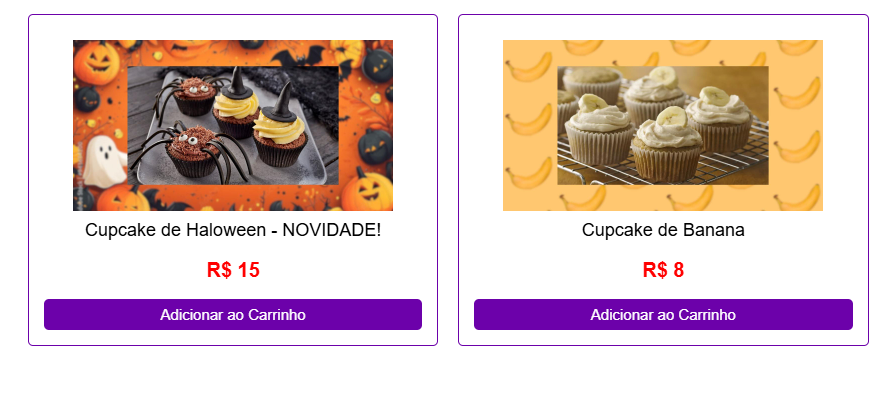 Cupcake de Haloween - NOVIDADE!
R$ 15
Adicionar ao Carrinho
Cupcake de Banana
R$ 8
Adicionar ao Carrinho